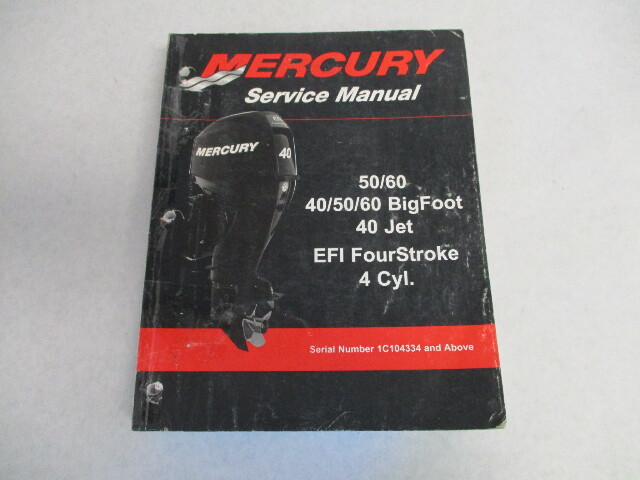 MERCURY
Service Manual
MERCURY 40
50/60
40/50/60 BigFoot
40 Jet
EFI FourStroke
4 Cyl.
Serial Number 1C104334 and Above